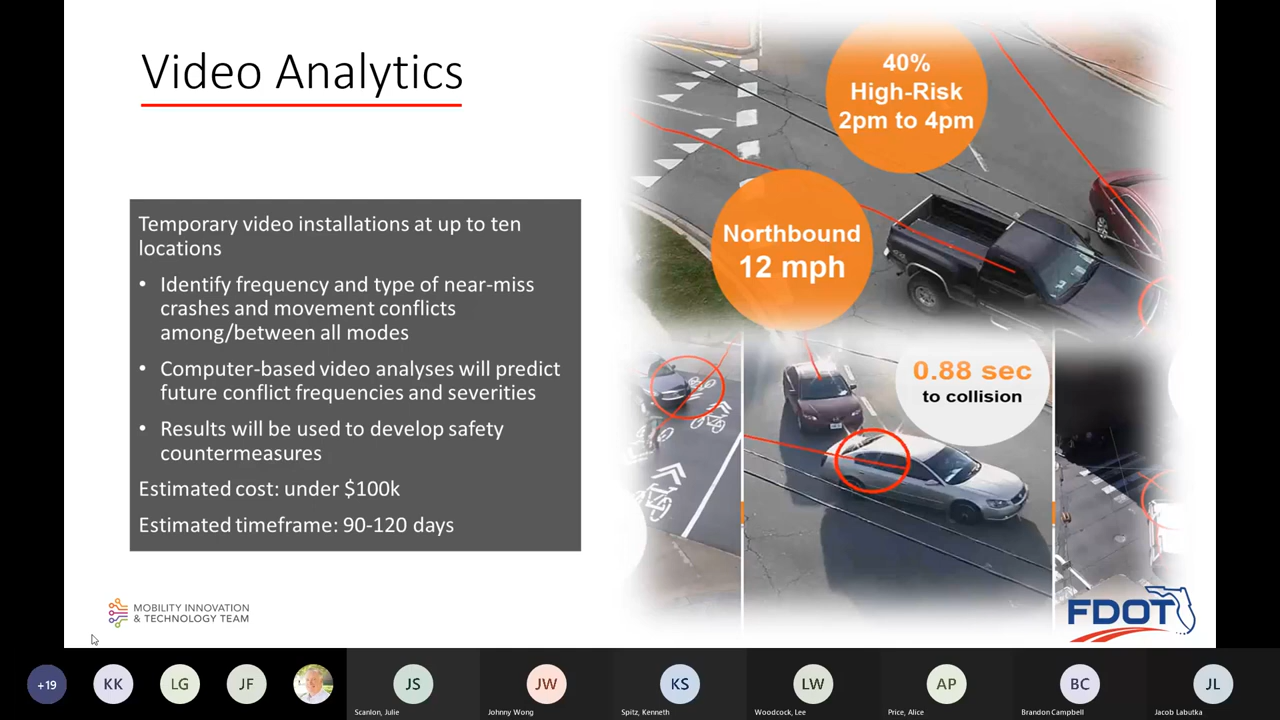 Video Analytics
Temporary video installations at up to ten
locations
• Identify frequency and type of near-miss
crashes and movement conflicts
among/between all modes
• Computer-based video analyses will predict
future conflict frequencies and severities
• Results will be used to develop safety
countermeasures
Estimated cost: under $100k
Estimated timeframe: 90-120 days
40%
High-Risk
2pm to 4pm
Northbound
12 mph
0.88 sec
to collision
MOBILITY INNOVATION
& TECHNOLOGY TEAM
FDOT
+19
KK
LG
JF
JS
JW
KS
LW
AP
BC
JL
Scanlon, Julie
Johnny Wong
Spitz, Kenneth
Woodcock, Lee
Price, Alice
Brandon Campbell
Jacob Labutka